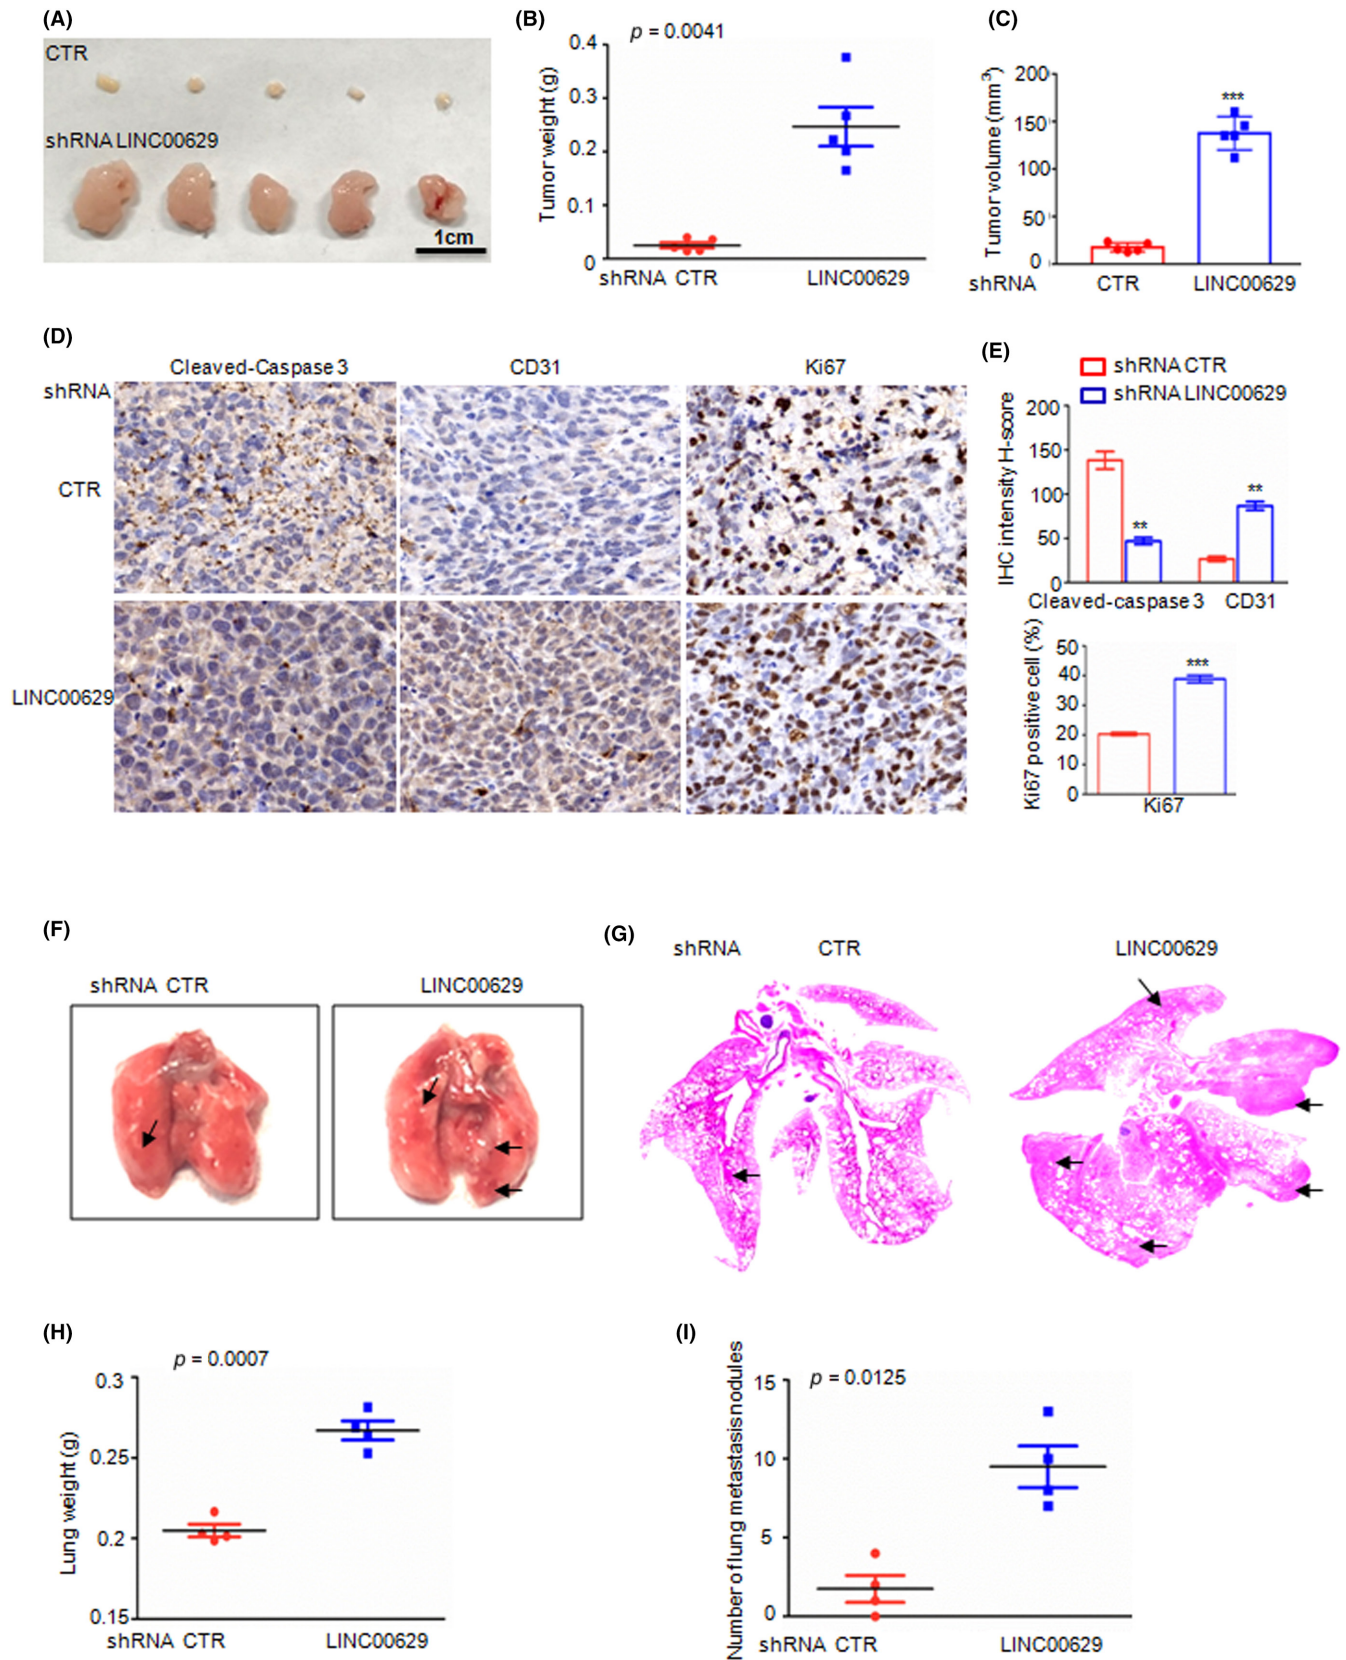 (A)
CTR
shRNA LINC00629
1cm
(B)
p = 0.0041
Tumor weight (g)
0.4
0.3
0.2
0.1
0
shRNA CTR
LINC00629
(C)
Tumor volume (mm3)
200
150
100
50
0
***
shRNA
CTR
LINC00629
(D)
Cleaved-Caspase 3
CD31
Ki67
shRNA
CTR
LINC00629
(E)
shRNA CTR
shRNA LINC00629
IHC intensity H-score
200
150
100
50
0
**
**
Cleaved-caspase 3
CD31
Ki67 positive cell (%)
50
40
30
20
10
0
***
Ki67
(F)
shRNA CTR
LINC00629
(G)
shRNA
CTR
LINC00629
(H)
p = 0.0007
Lung weight (g)
0.3
0.25
0.2
0.15
shRNA CTR
LINC00629
(I)
p = 0.0125
Number of lung metastasis nodules
15
10
5
0
shRNA CTR
LINC00629